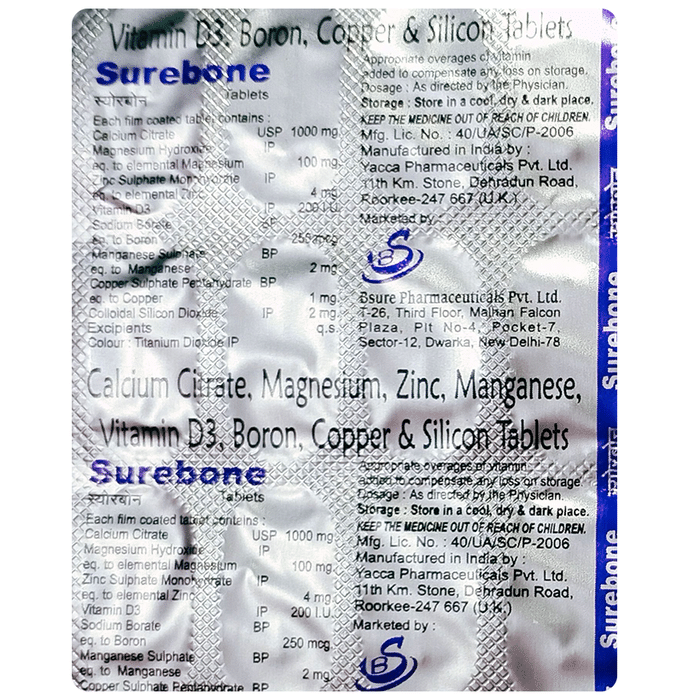 Vitamin D3, Boron, Copper & Silicon Tablets
Surebone
स्योरबोन
Tablets
Each film coated tablet contains :
Calcium Citrate USP 1000 mg.
Magnesium Hydroxide IP
eq. to elemental Magnesium 100 mg.
Zinc Sulphate Monohydrate IP
eq. to elemental Zinc 4 mg.
Vitamin D3 IP 200 I.U.
Sodium Borate BP
eq. to Boron 250 mcg.
Manganese Sulphate BP
eq. to Manganese 2 mg.
Copper Sulphate Pentahydrate BP
eq. to Copper 1 mg.
Colloidal Silicon Dioxide IP 2 mg.
Excipients q.s.
Colour : Titanium Dioxide IP
Appropriate overages of vitamin
added to compensate any loss on storage.
Dosage : As directed by the Physician.
Storage : Store in a cool, dry & dark place.
KEEP THE MEDICINE OUT OF REACH OF CHILDREN.
Mfg. Lic. No. : 40/UA/SC/P-2006
Manufactured in India by :
Yacca Pharmaceuticals Pvt. Ltd.
11th Km. Stone, Dehradun Road,
Roorkee-247 667 (U.K.)
Marketed by :
BS
Bsure Pharmaceuticals Pvt. Ltd.
T-26, Third Floor, Malhan Falcon
Plaza, Plt No-4, Pocket-7,
Sector-12, Dwarka, New Delhi-78
Calcium Citrate, Magnesium, Zinc, Manganese,
Vitamin D3, Boron, Copper & Silicon Tablets
Surebone
स्योरबोन
Tablets
Each film coated tablet contains :
Calcium Citrate USP 1000 mg.
Magnesium Hydroxide IP
eq. to elemental Magnesium 100 mg.
Zinc Sulphate Monohydrate IP
eq. to elemental Zinc 4 mg.
Vitamin D3 IP 200 I.U.
Sodium Borate BP
eq. to Boron 250 mcg.
Manganese Sulphate BP
eq. to Manganese 2 mg.
Copper Sulphate Pentahydrate BP
Appropriate overages of vitamin
added to compensate any loss on storage.
Dosage : As directed by the Physician.
Storage : Store in a cool, dry & dark place.
KEEP THE MEDICINE OUT OF REACH OF CHILDREN.
Mfg. Lic. No. : 40/UA/SC/P-2006
Manufactured in India by :
Yacca Pharmaceuticals Pvt. Ltd.
11th Km. Stone, Dehradun Road,
Roorkee-247 667 (U.K.)
Marketed by :
BS
Surebone
स्योरबोन
Surebone
स्योरबोन
Surebone